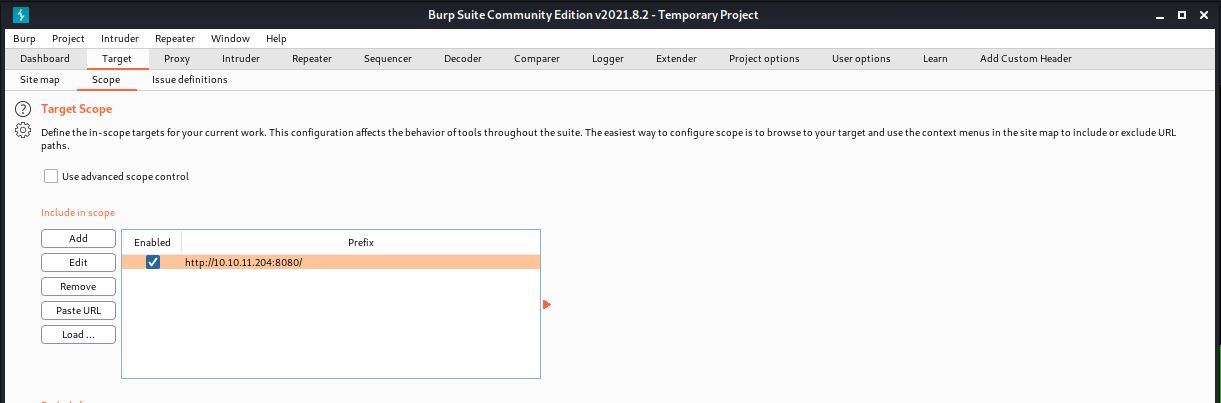 Burp Suite Community Edition v2021.8.2 - Temporary Project
Burp Project Intruder Repeater Window Help
Dashboard Target Proxy Intruder Repeater Sequencer Decoder Comparer Logger Extender Project options User options Learn Add Custom Header
Site map Scope Issue definitions
? Target Scope
Define the in-scope targets for your current work. This configuration affects the behavior of tools throughout the suite. The easiest way to configure scope is to browse to your target and use the context menus in the site map to include or exclude URL
paths.
Use advanced scope control
Include in scope
Add
Edit
Remove
Paste URL
Load ...
Enabled Prefix
http://10.10.11.204:8080/